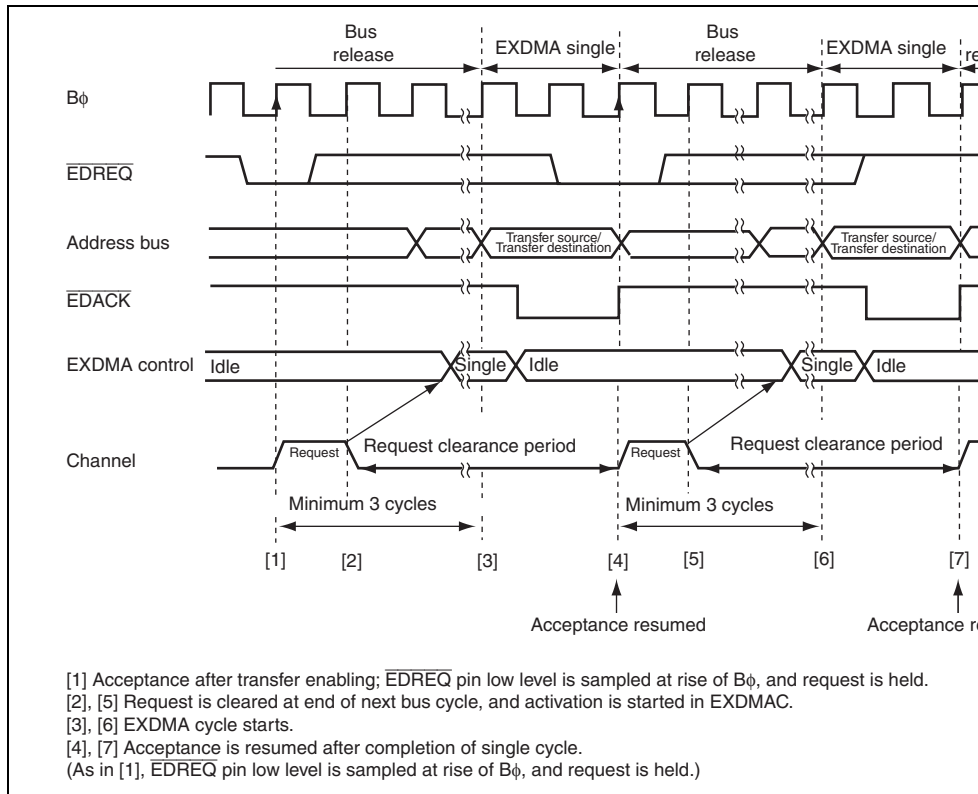 Bus release EXDMA single Bus release EXDMA single re
Bφ
EDREQ
Address bus Transfer source/ Transfer destination Transfer source/ Transfer destination
EDACK
EXDMA control Idle Single Idle Single Idle
Channel Request Request clearance period Request Request clearance period
Minimum 3 cycles Minimum 3 cycles
[1] [2] [3] [4] [5] [6] [7]
Acceptance resumed Acceptance re
[1] Acceptance after transfer enabling; EDREQ pin low level is sampled at rise of Bφ, and request is held.
[2], [5] Request is cleared at end of next bus cycle, and activation is started in EXDMAC.
[3], [6] EXDMA cycle starts.
[4], [7] Acceptance is resumed after completion of single cycle.
(As in [1], EDREQ pin low level is sampled at rise of Bφ, and request is held.)